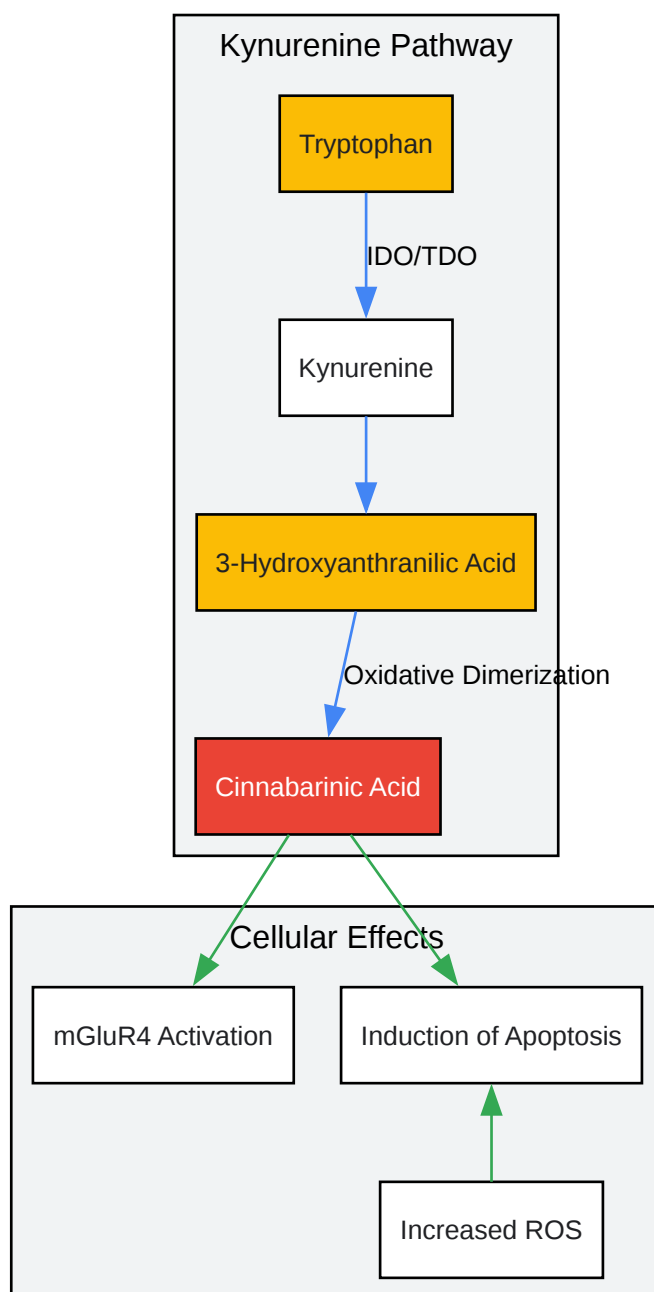 Kynurenine Pathway
Tryptophan
IDO/TDO
Kynurenine
3-Hydroxyanthranilic Acid
Oxidative Dimerization
Cinnabarinic Acid
Cellular Effects
mGluR4 Activation
Induction of Apoptosis
Increased ROS